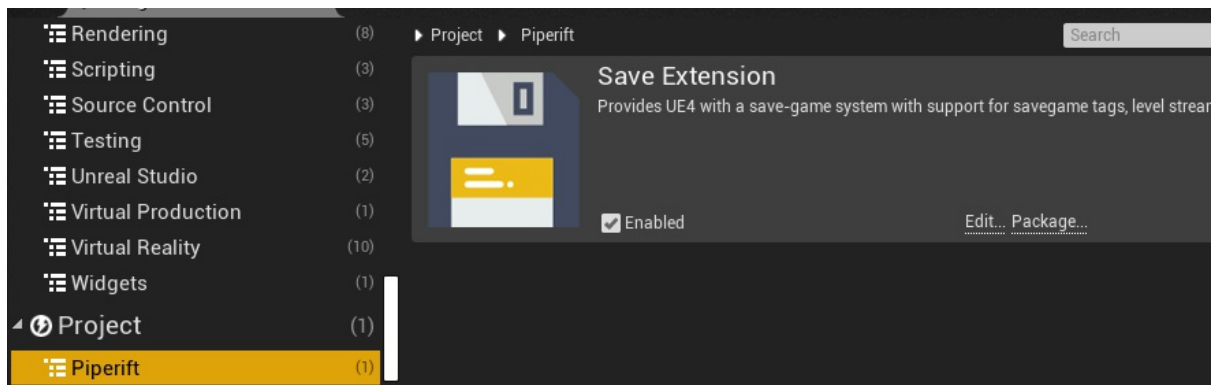 Rendering (8)
Scripting (3)
Source Control (3)
Testing (5)
Unreal Studio (2)
Virtual Production (1)
Virtual Reality (10)
Widgets (1)
Project (1)
Piperift (1)
Project Piperift
Search
Save Extension
Provides UE4 with a save-game system with support for savegame tags, level strear
Enabled
Edit... Package...